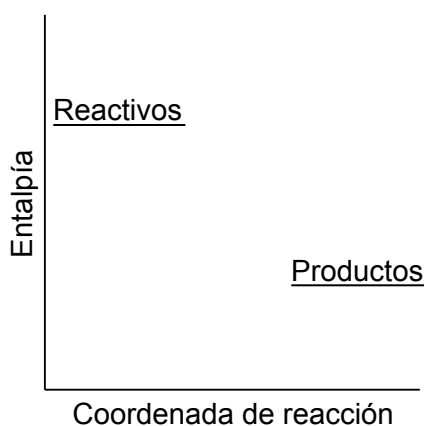 Reactivos
Entalpía
Productos
Coordenada de reacción